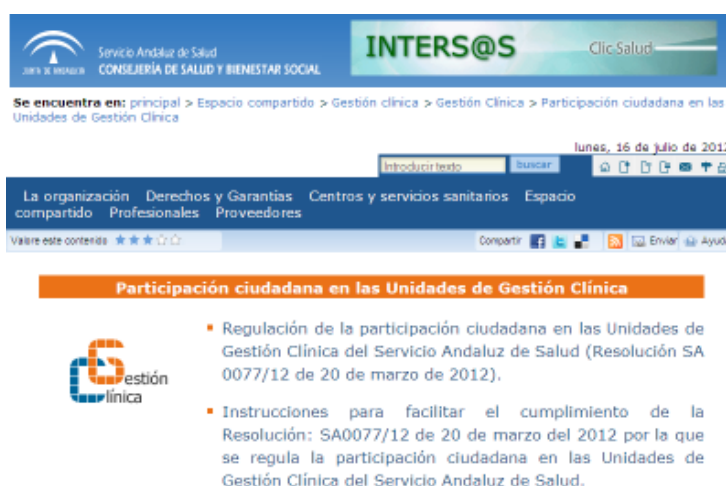 Servicio Andaluz de Salud
CONSEJERÍA DE SALUD Y BIENESTAR SOCIAL
JUNTA DE ANDALUCIA
INTERS@S
Clic Salud
Se encuentra en: principal > Espacio compartido > Gestión clínica > Gestión Clínica > Participación ciudadana en las
Unidades de Gestión Clínica
lunes, 16 de julio de 2012
Introducir texto
buscar
La organización Derechos y Garantías Centros y servicios sanitarios Espacio
compartido Profesionales Proveedores
Valore este contenido
Compartir
Enviar
Participación ciudadana en las Unidades de Gestión Clínica
Gestión
Clínica
Regulación de la participación ciudadana en las Unidades de
Gestión Clínica del Servicio Andaluz de Salud (Resolución SA
0077/12 de 20 de marzo de 2012).
Instrucciones para facilitar el cumplimiento de la
Resolución: SA0077/12 de 20 de marzo del 2012 por la que
se regula la participación ciudadana en las Unidades de
Gestión Clínica del Servicio Andaluz de Salud.